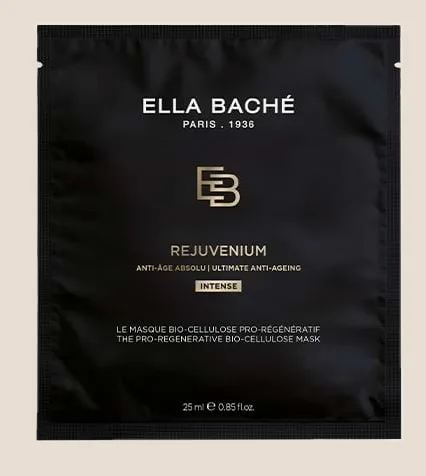 ELLA BACHÉ
PARIS . 1936
EB
REJUVENIUM
ANTI-ÂGE ABSOLU | ULTIMATE ANTI-AGEING
INTENSE
LE MASQUE BIO-CELLULOSE PRO-RÉGÉNÉRATIF
THE PRO-REGENERATIVE BIO-CELLULOSE MASK
25 ml ℮ 0.85 fl.oz.